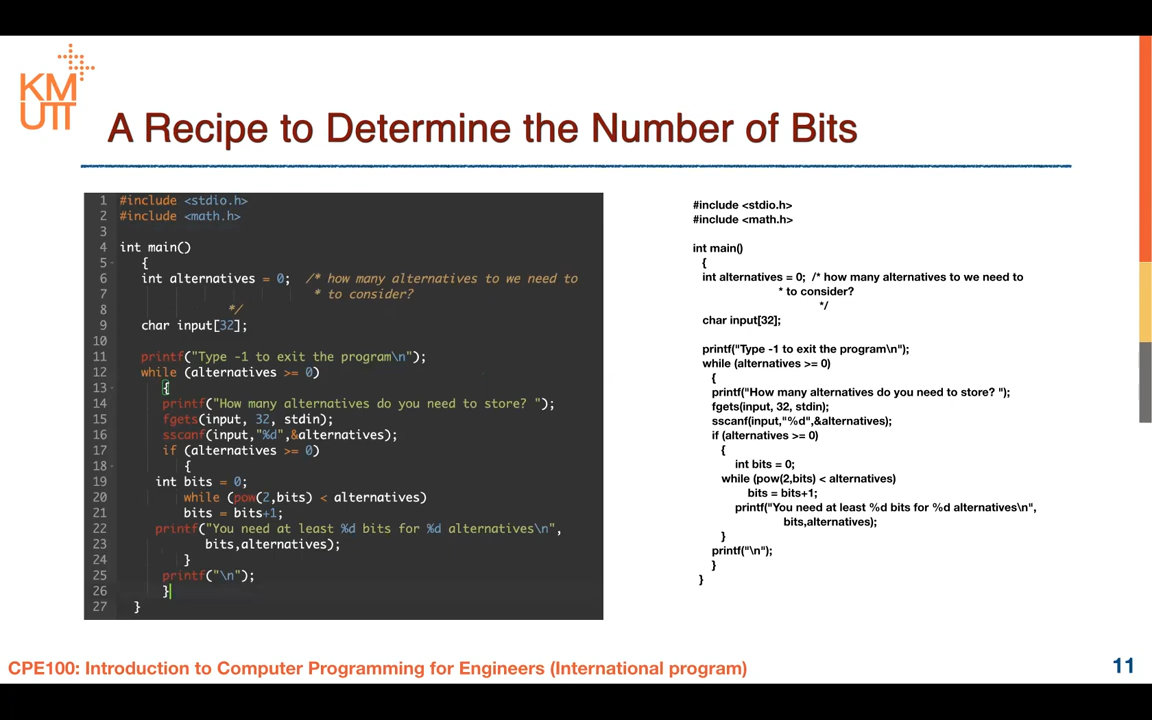 KM
UTT
A Recipe to Determine the Number of Bits
1 #include <stdio.h>
2 #include <math.h>
3
4 int main()
5 {
6 int alternatives = 0; /* how many alternatives to we need to
7 * to consider?
8 */
9 char input[32];
10
11 printf("Type -1 to exit the program\n");
12 while (alternatives >= 0)
13 {
14 printf("How many alternatives do you need to store? ");
15 fgets(input, 32, stdin);
16 sscanf(input,"%d",&alternatives);
17 if (alternatives >= 0)
18 {
19 int bits = 0;
20 while (pow(2,bits) < alternatives)
21 bits = bits+1;
22 printf("You need at least %d bits for %d alternatives\n",
23 bits,alternatives);
24 }
25 printf("\n");
26 }
27 }
#include <stdio.h>
#include <math.h>
int main()
{
int alternatives = 0; /* how many alternatives to we need to
* to consider?
*/
char input[32];
printf("Type -1 to exit the program\n");
while (alternatives >= 0)
{
printf("How many alternatives do you need to store? ");
fgets(input, 32, stdin);
sscanf(input,"%d",&alternatives);
if (alternatives >= 0)
{
int bits = 0;
while (pow(2,bits) < alternatives)
bits = bits+1;
printf("You need at least %d bits for %d alternatives\n",
bits,alternatives);
}
printf("\n");
}
}
CPE100: Introduction to Computer Programming for Engineers (International program)
11